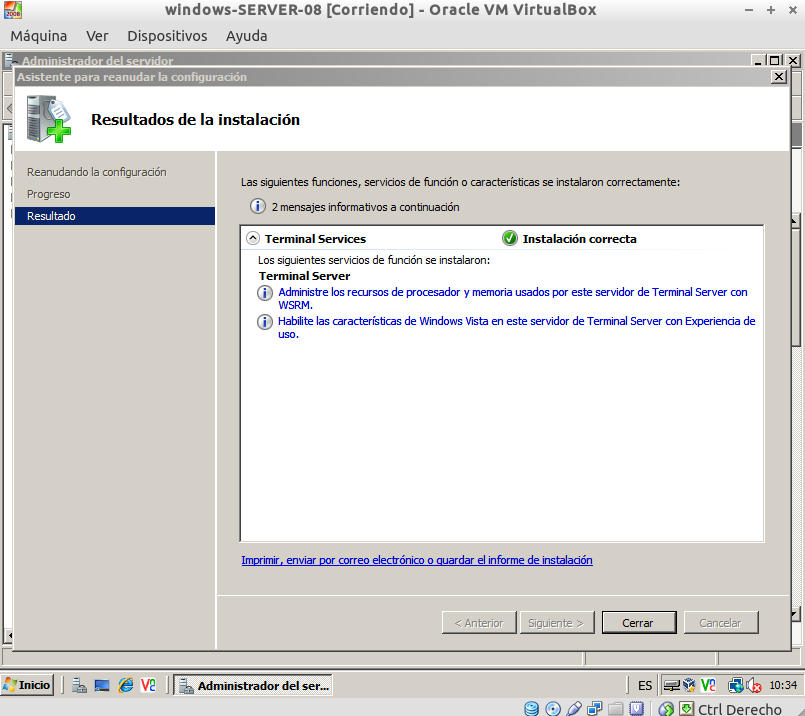 windows-SERVER-08 [Corriendo] - Oracle VM VirtualBox
Máquina Ver Dispositivos Ayuda
Administrador del servidor
Asistente para reanudar la configuración
Resultados de la instalación
Reanudando la configuración
Progreso
Resultado
Las siguientes funciones, servicios de función o características se instalaron correctamente:
2 mensajes informativos a continuación
Terminal Services Instalación correcta
Los siguientes servicios de función se instalaron:
Terminal Server
Administre los recursos de procesador y memoria usados por este servidor de Terminal Server con
WSRM.
Habilite las características de Windows Vista en este servidor de Terminal Server con Experiencia de
uso.
Imprimir, enviar por correo electrónico o guardar el informe de instalación
< Anterior Siguiente > Cerrar Cancelar
Inicio Administrador del ser... ES 10:34
Ctrl Derecho